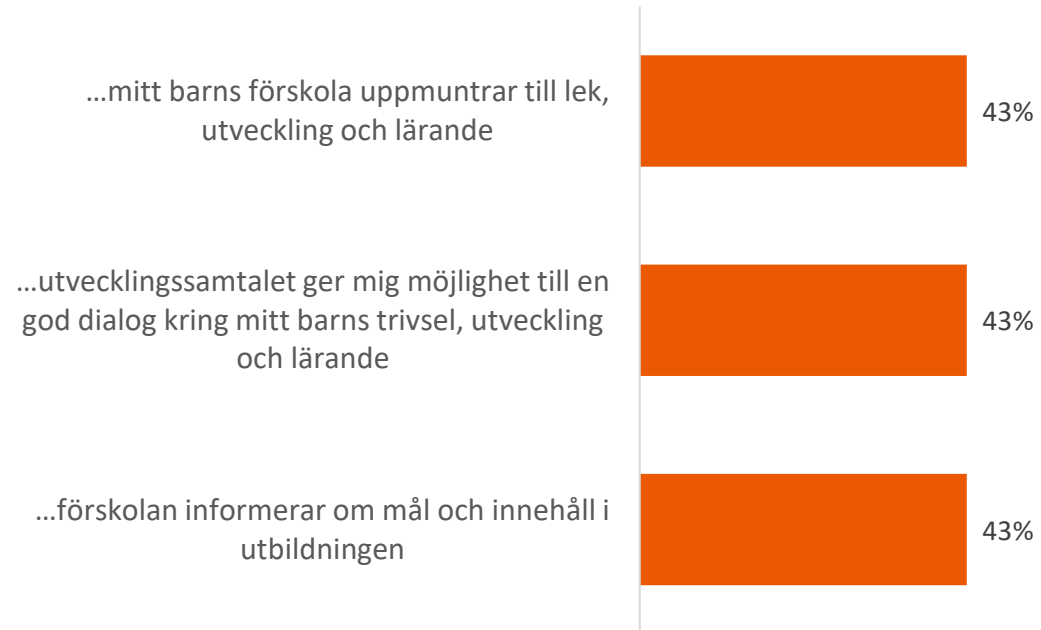 …mitt barns förskola uppmuntrar till lek,
utveckling och lärande
43%
…utvecklingssamtalet ger mig möjlighet till en
god dialog kring mitt barns trivsel, utveckling
och lärande
43%
…förskolan informerar om mål och innehåll i
utbildningen
43%